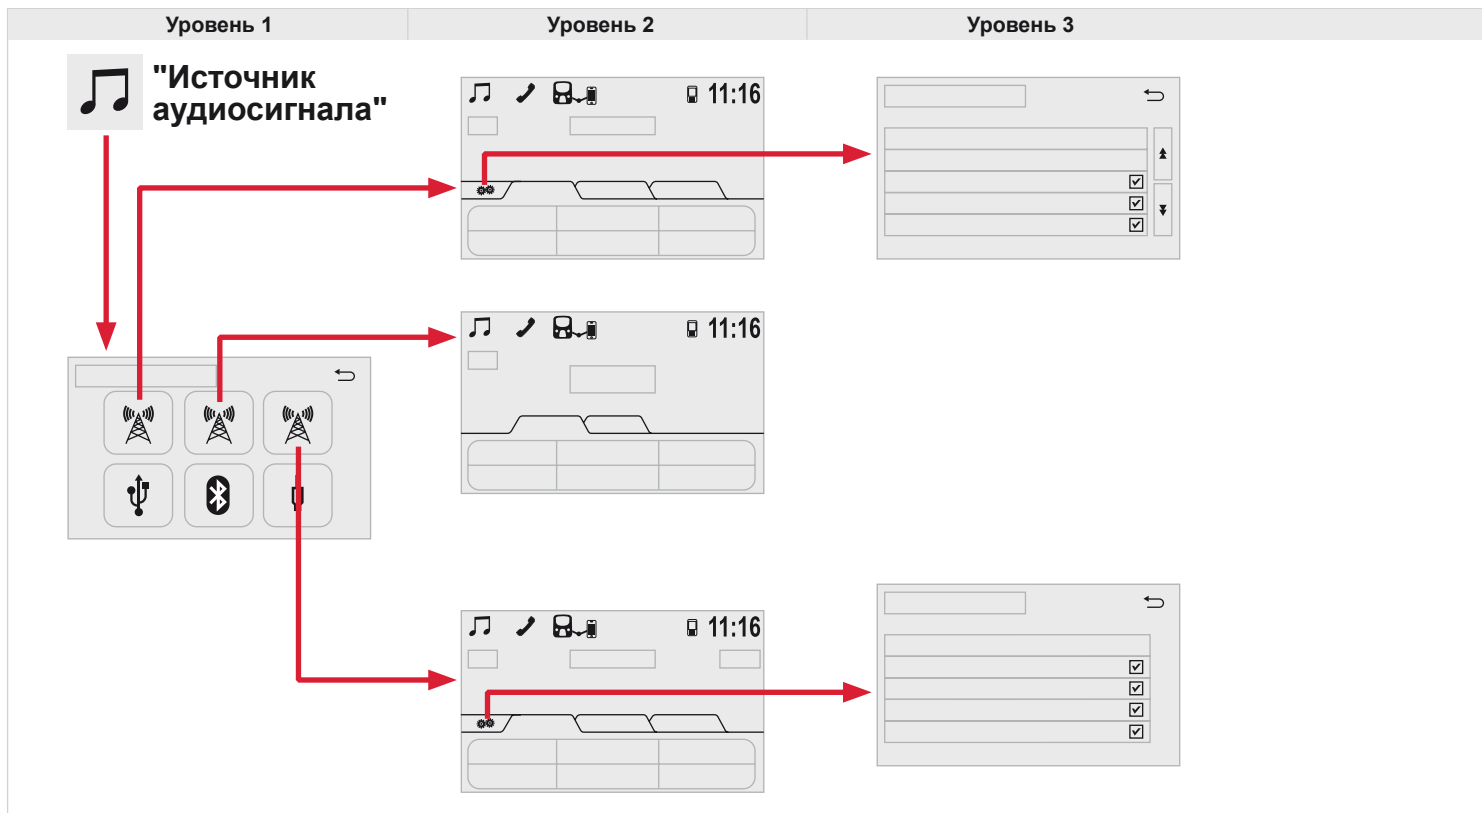 Уровень 1
Уровень 2
Уровень 3
"Источник
аудиосигнала"
11:16
11:16
11:16